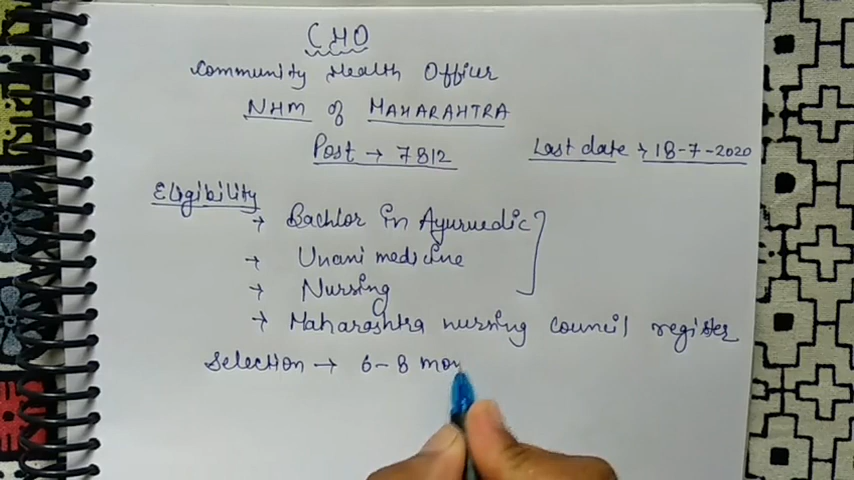 CHO
Community Health Officer
NHM of MAHARAHTRA
Post → 7812 Last date → 18-7-2020
Eligibility
→ Bachlor in Ayurvedic
→ Unani medicine
→ Nursing
→ Maharashtra nursing council register
Selection → 6-8 mon